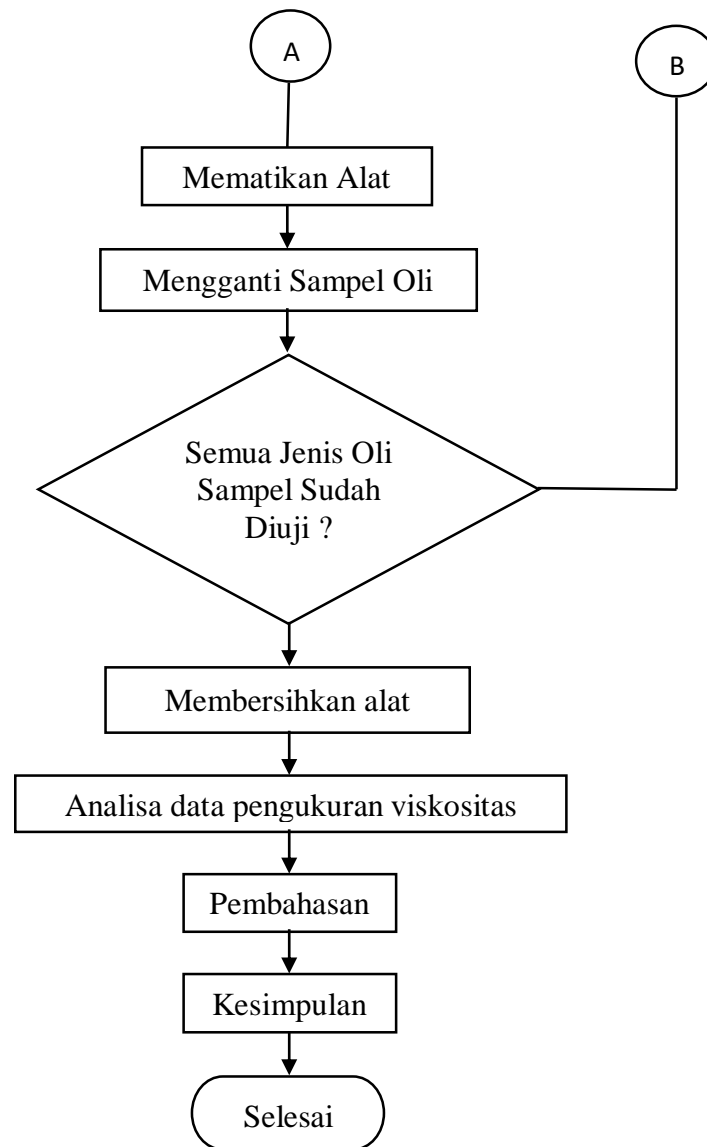 A
B
Mematikan Alat
Mengganti Sampel Oli
Semua Jenis Oli
Sampel Sudah
Diuji ?
Membersihkan alat
Analisa data pengukuran viskositas
Pembahasan
Kesimpulan
Selesai